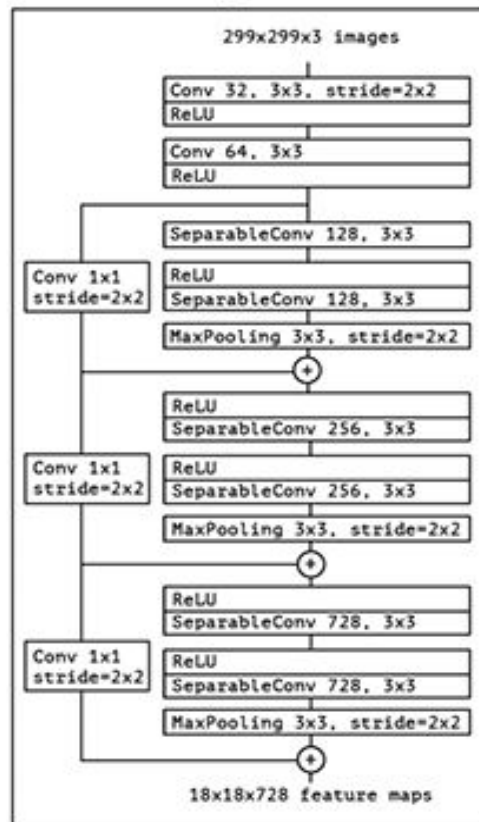 299x299x3 images
Conv 32, 3x3, stride=2x2
ReLU
Conv 64, 3x3
ReLU
SeparableConv 128, 3x3
Conv 1x1
stride=2x2
ReLU
SeparableConv 128, 3x3
MaxPooling 3x3, stride=2x2
+
ReLU
SeparableConv 256, 3x3
Conv 1x1
stride=2x2
ReLU
SeparableConv 256, 3x3
MaxPooling 3x3, stride=2x2
+
ReLU
SeparableConv 728, 3x3
Conv 1x1
stride=2x2
ReLU
SeparableConv 728, 3x3
MaxPooling 3x3, stride=2x2
+
18x18x728 feature maps